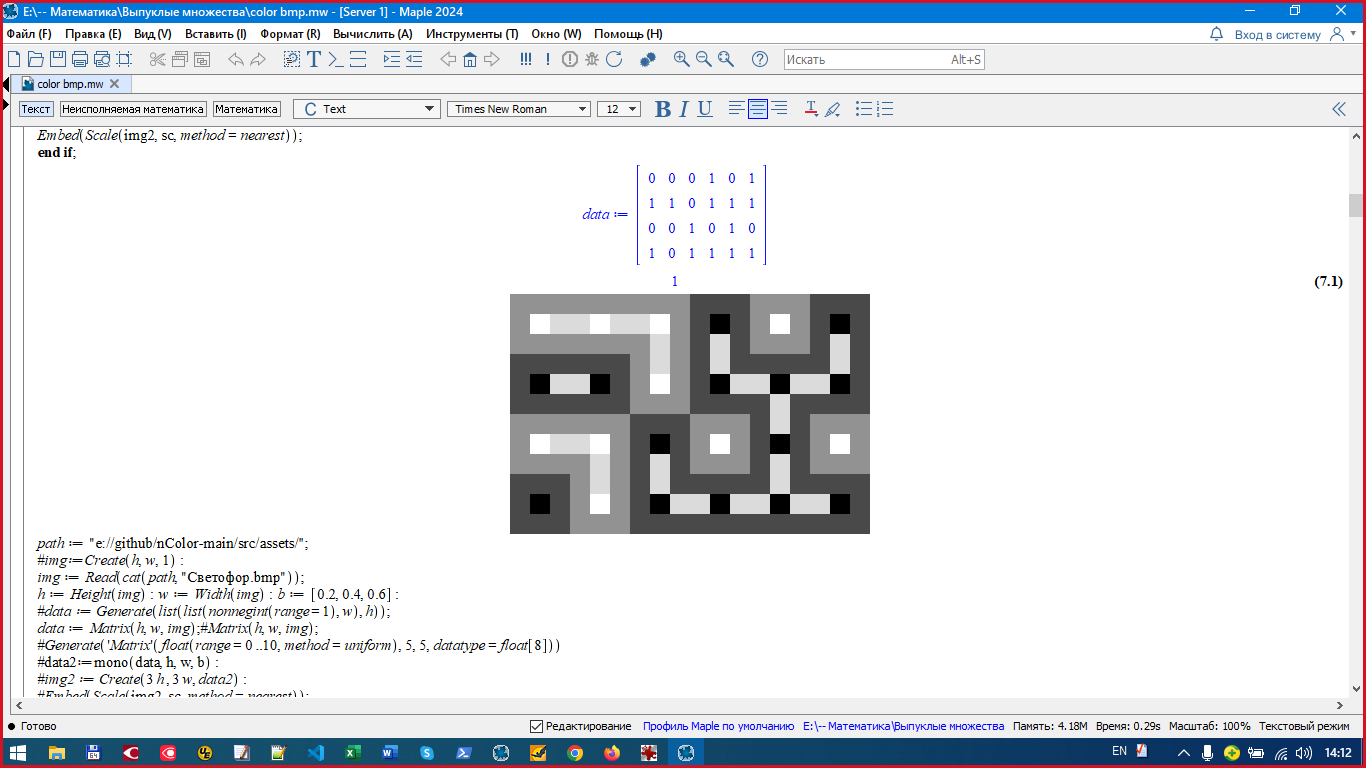 E:\-- Математика\Выпуклые множества\color bmp.mw - [Server 1] - Maple 2024
Файл (F) Правка (E) Вид (V) Вставить (I) Формат (R) Вычислить (A) Инструменты (T) Окно (W) Помощь (H) Вход в систему
Искать Alt+S
color bmp.mw
Текст Неисполняемая математика Математика C Text Times New Roman 12 B I U
Embed(Scale(img2, sc, method = nearest));
end if;
data :=
0 0 0 1 0 1
1 1 0 1 1 1
0 0 1 0 1 0
1 0 1 1 1 1
1
(7.1)
path := "e://github/nColor-main/src/assets/";
#img:=Create(h, w, 1) :
img := Read(cat(path, "Светофор.bmp"));
h := Height(img) : w := Width(img) : b := [0.2, 0.4, 0.6] :
#data := Generate(list(list(nonnegint(range = 1), w), h));
data := Matrix(h, w, img);#Matrix(h, w, img);
#Generate('Matrix'(float(range = 0 ..10, method = uniform), 5, 5, datatype = float[8]))
#data2:=mono(data, h, w, b) :
#img2 := Create(3 h, 3 w, data2) :
#Embed(Scale(img2, sc, method = nearest));
Готово Редактирование Профиль Maple по умолчанию E:\-- Математика\Выпуклые множества Память: 4.18M Время: 0.29s Масштаб: 100% Текстовый режим
EN 14:12